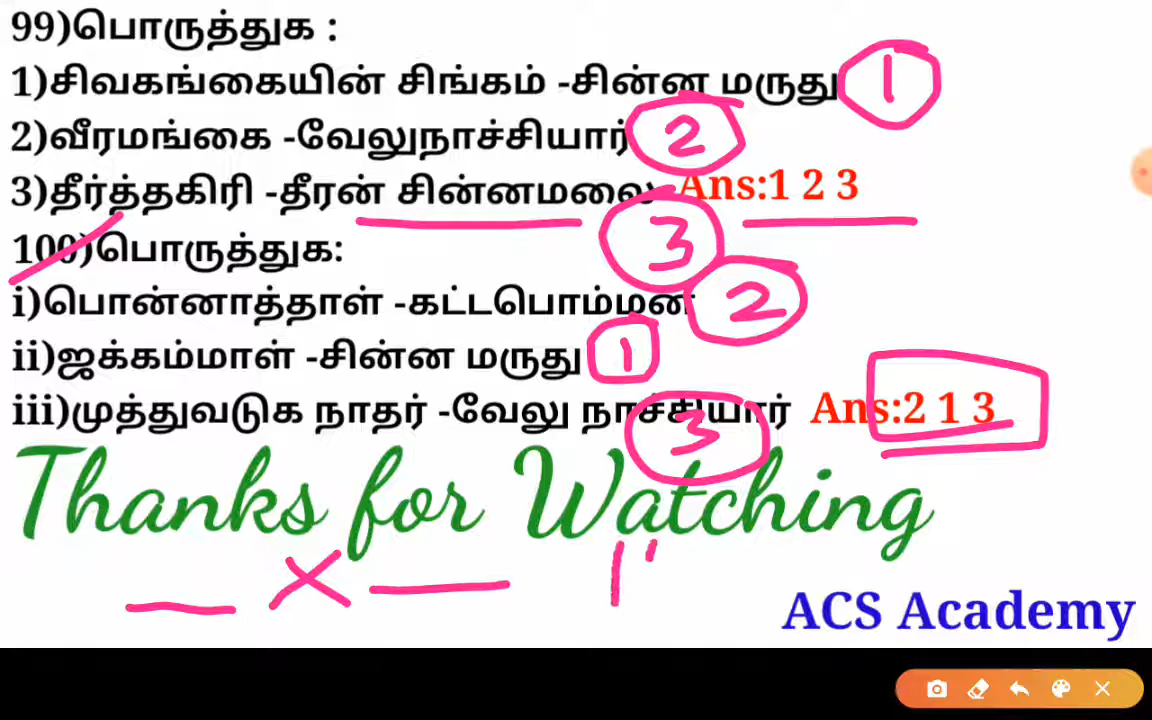 99)பொருத்துக :
1)சிவகங்கையின் சிங்கம் -சின்ன மருது 1
2)வீரமங்கை -வேலுநாச்சியார் 2
3)தீர்த்தகிரி -தீரன் சின்னமலை Ans:1 2 3
3
100)பொருத்துக:
i)பொன்னாத்தாள் -கட்டபொம்மன் 2
ii)ஜக்கம்மாள் -சின்ன மருது 1
iii)முத்துவடுக நாதர் -வேலு நாச்சியார் Ans:2 1 3
3
Thanks for Watching
ACS Academy